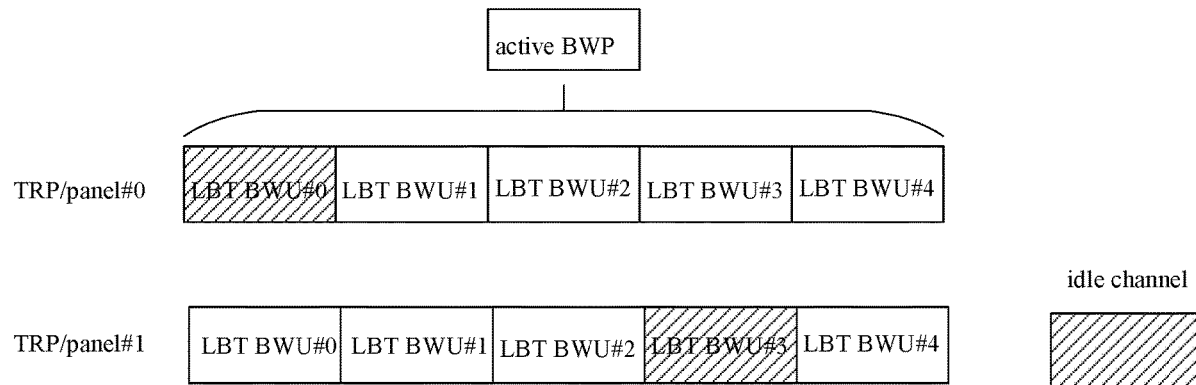 active BWP
TRP/panel#0
LBT BWU#0 LBT BWU#1 LBT BWU#2 LBT BWU#3 LBT BWU#4
idle channel
TRP/panel#1
LBT BWU#0 LBT BWU#1 LBT BWU#2 LBT BWU#3 LBT BWU#4